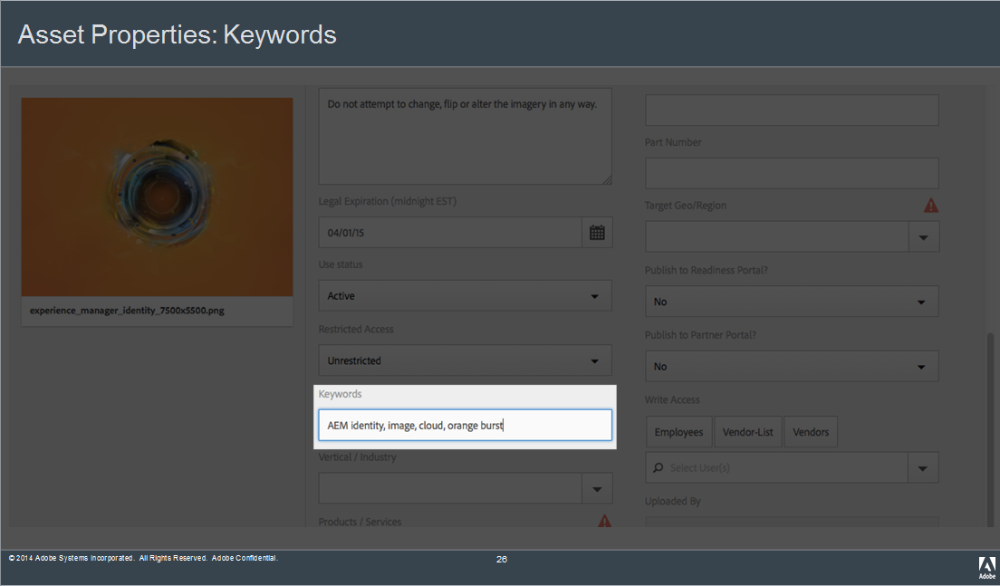 Asset Properties: Keywords
experience_manager_identity_7500x5500.png
Do not attempt to change, flip or alter the imagery in any way.
Legal Expiration (midnight EST)
04/01/15
Use status
Active
Restricted Access
Unrestricted
Keywords
AEM identity, image, cloud, orange burst
Vertical / Industry
Products / Services
Part Number
Target Geo/Region
Publish to Readiness Portal?
No
Publish to Partner Portal?
No
Write Access
Employees Vendor-List Vendors
Select User(s)
Uploaded By
© 2014 Adobe Systems Incorporated. All Rights Reserved. Adobe Confidential.
26
Adobe